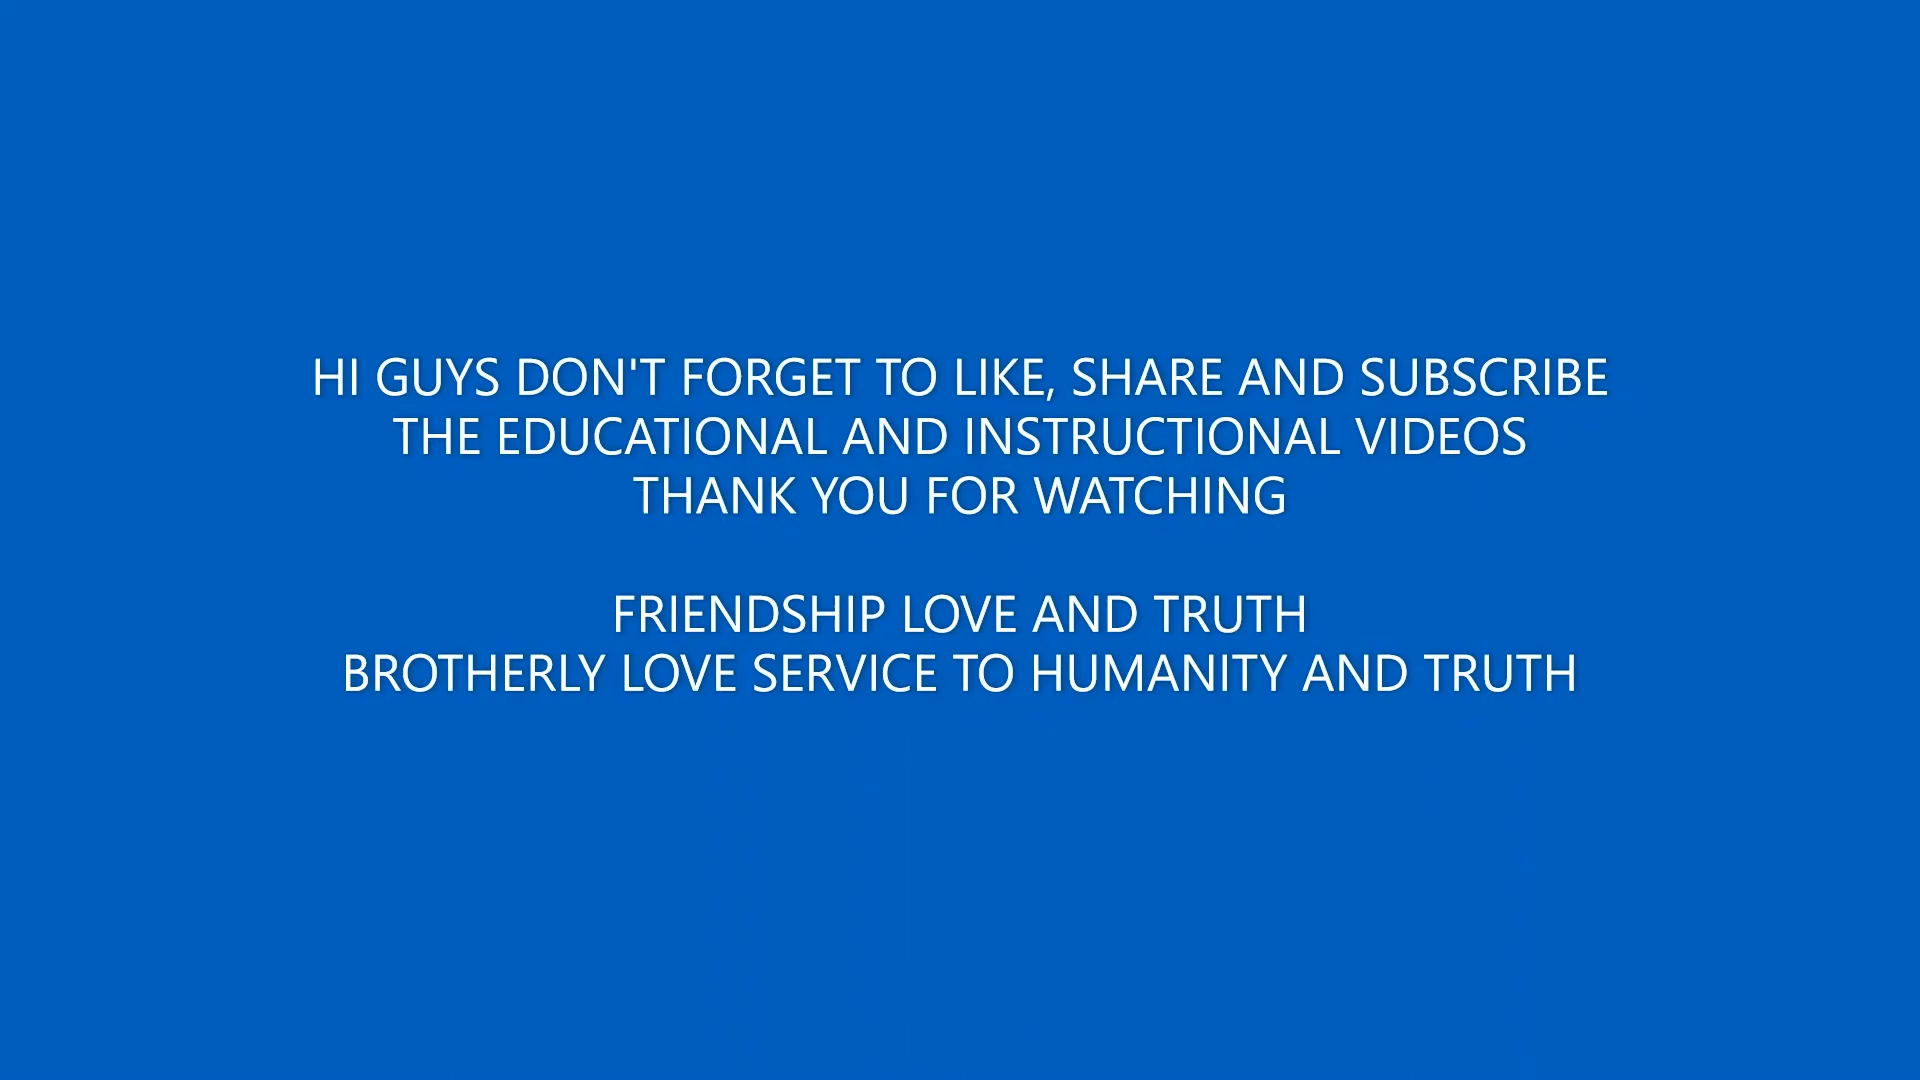 HI GUYS DON'T FORGET TO LIKE, SHARE AND SUBSCRIBE
THE EDUCATIONAL AND INSTRUCTIONAL VIDEOS
THANK YOU FOR WATCHING
FRIENDSHIP LOVE AND TRUTH
BROTHERLY LOVE SERVICE TO HUMANITY AND TRUTH